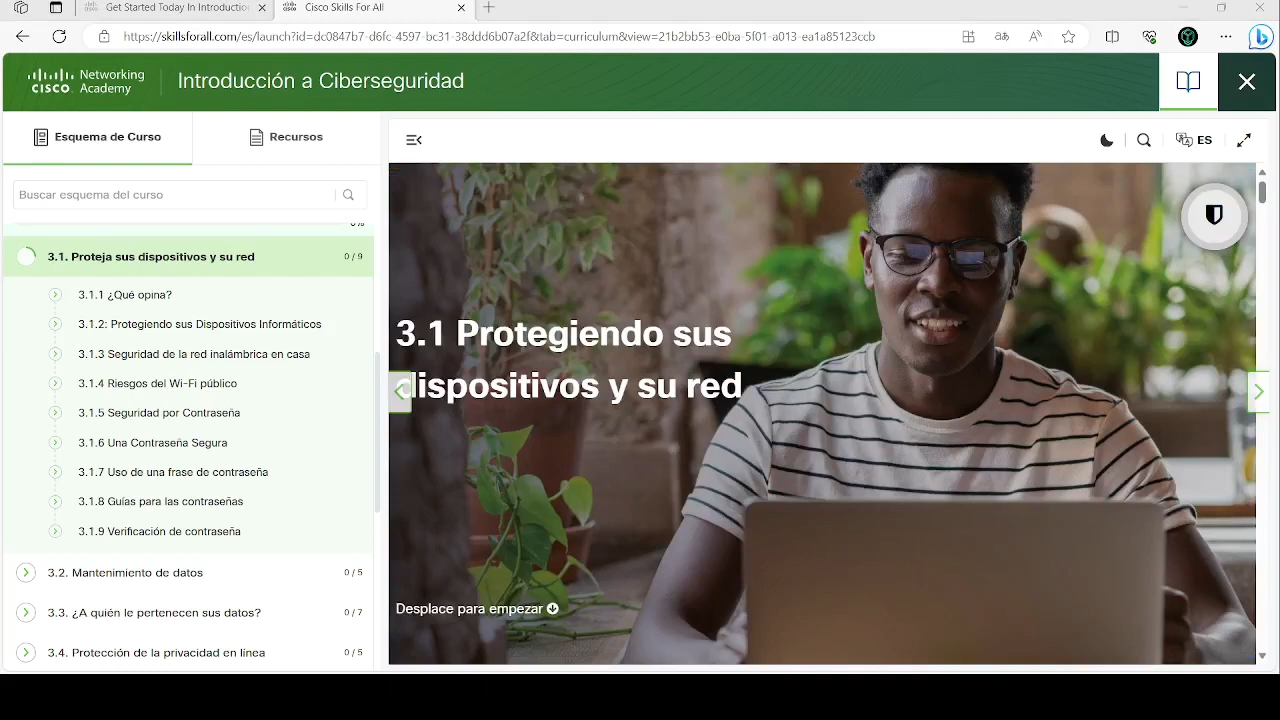 Get Started Today In Introductio
Cisco Skills For All
https://skillsforall.com/es/launch?id=dc0847b7-d6fc-4597-bc31-38ddd6b07a2f&tab=curriculum&view=21b2bb53-e0ba-5f01-a013-ea1a85123ccb
CISCO Networking Academy
Introducción a Ciberseguridad
Esquema de Curso
Recursos
ES
Buscar esquema del curso
0%
3.1. Proteja sus dispositivos y su red 0 / 9
3.1.1 ¿Qué opina?
3.1.2: Protegiendo sus Dispositivos Informáticos
3.1.3 Seguridad de la red inalámbrica en casa
3.1.4 Riesgos del Wi-Fi público
3.1.5 Seguridad por Contraseña
3.1.6 Una Contraseña Segura
3.1.7 Uso de una frase de contraseña
3.1.8 Guías para las contraseñas
3.1.9 Verificación de contraseña
3.2. Mantenimiento de datos 0 / 5
3.3. ¿A quién le pertenecen sus datos? 0 / 7
3.4. Protección de la privacidad en línea 0 / 5
3.1 Protegiendo sus
dispositivos y su red
Desplace para empezar